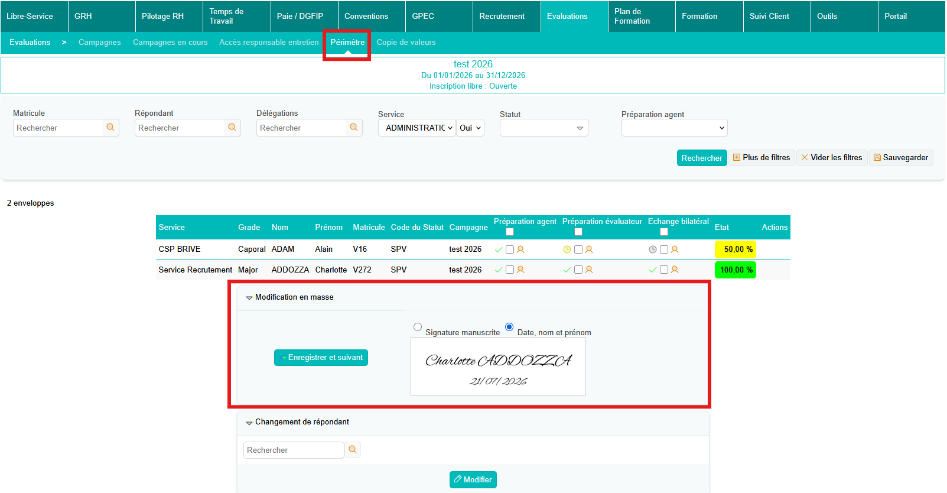 Libre-Service GRH Pilotage RH Temps de Travail Paie / DGFIP Conventions GPEC Recrutement Evaluations Plan de Formation Formation Suivi Client Outils Portail
Evaluations > Campagnes Campagnes en cours Accès responsable entretien Périmètre Copie de valeurs
test 2026
Du 01/01/2026 au 31/12/2026
Inscription libre : Ouverte
Matricule Répondant Délégations Service Statut Préparation agent
Rechercher Rechercher Rechercher ADMINISTRATIC Oui
Rechercher Plus de filtres Vider les filtres Sauvegarder
2 enveloppes
Service Grade Nom Prénom Matricule Code du Statut Campagne Préparation agent Préparation évaluateur Echange bilatéral Etat Actions
CSP BRIVE Caporal ADAM Alain V16 SPV test 2026 50,00 %
Service Recrutement Major ADDOZZA Charlotte V272 SPV test 2026 100,00 %
Modification en masse
Signature manuscrite Date, nom et prénom
Enregistrer et suivant
Charlotte ADDOZZA
21/07/2026
Changement de répondant
Rechercher
Modifier